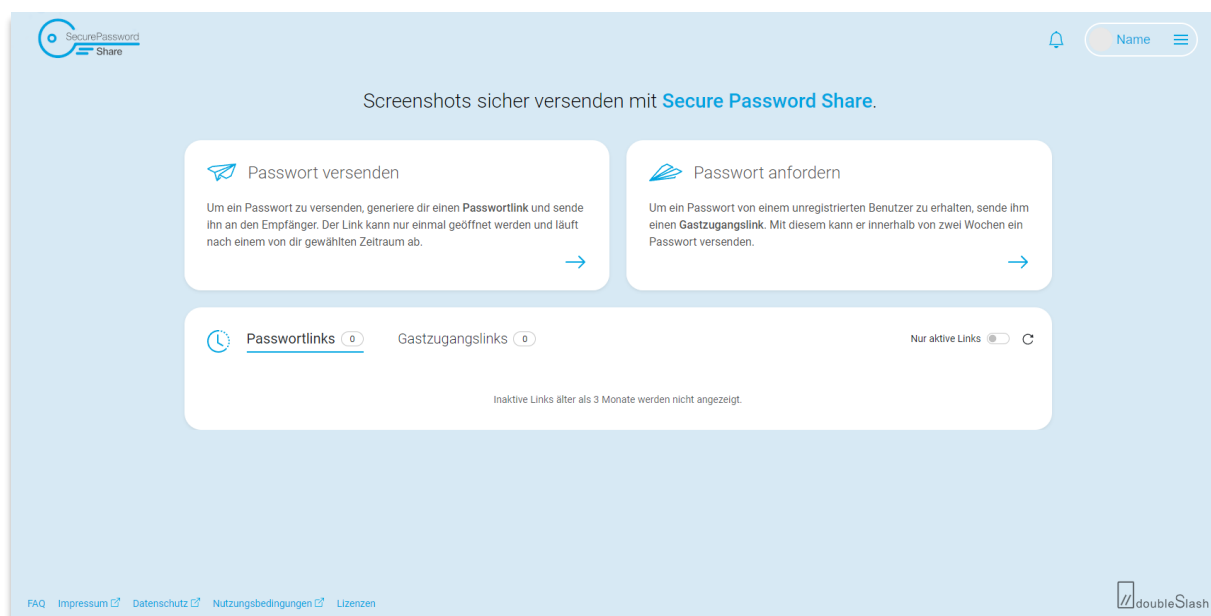 SecurePassword
Share
Name
Screenshots sicher versenden mit Secure Password Share.
Passwort versenden
Um ein Passwort zu versenden, generiere dir einen Passwortlink und sende
ihn an den Empfänger. Der Link kann nur einmal geöffnet werden und läuft
nach einem von dir gewählten Zeitraum ab.
Passwort anfordern
Um ein Passwort von einem unregistrierten Benutzer zu erhalten, sende ihm
einen Gastzugangslink. Mit diesem kann er innerhalb von zwei Wochen ein
Passwort versenden.
Passwortlinks 0 Gastzugangslinks 0 Nur aktive Links
Inaktive Links älter als 3 Monate werden nicht angezeigt.
FAQ Impressum Datenschutz Nutzungsbedingungen Lizenzen
// doubleSlash